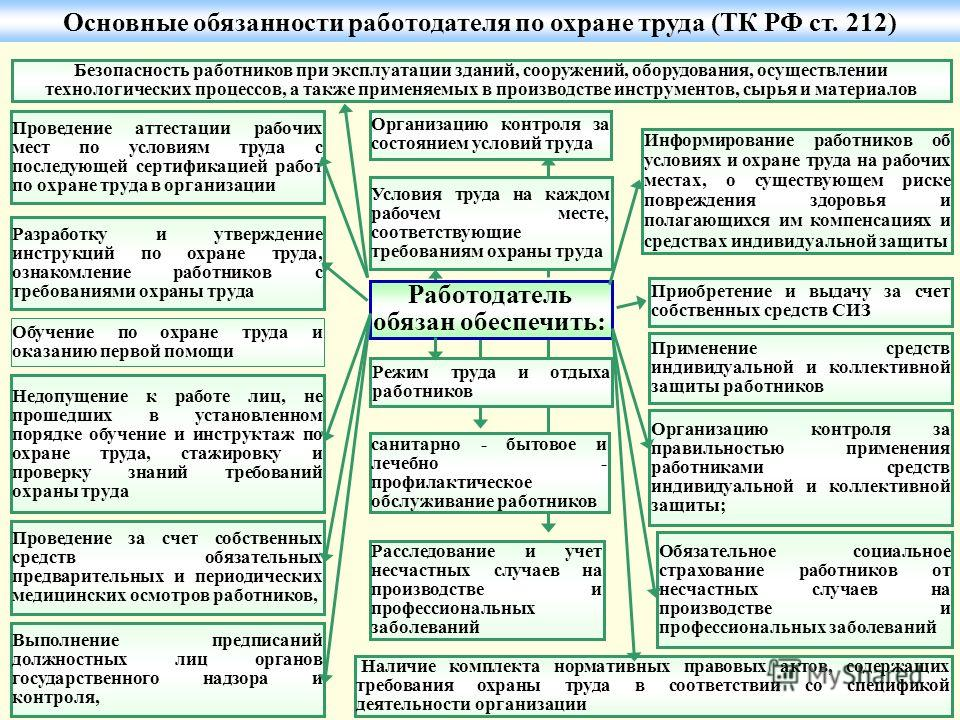 Основные обязанности работодателя по охране труда (ТК РФ ст. 212)
Безопасность работников при эксплуатации зданий, сооружений, оборудования, осуществлении
технологических процессов, а также применяемых в производстве инструментов, сырья и материалов
Проведение аттестации рабочих
мест по условиям труда с
последующей сертификацией работ
по охране труда в организации
Разработку и утверждение
инструкций по охране труда,
ознакомление работников с
требованиями охраны труда
Обучение по охране труда и
оказанию первой помощи
Недопущение к работе лиц, не
прошедших в установленном
порядке обучение и инструктаж по
охране труда, стажировку и
проверку знаний требований
охраны труда
Проведение за счет собственных
средств обязательных
предварительных и периодических
медицинских осмотров работников,
Выполнение предписаний
должностных лиц органов
государственного надзора и
контроля,
Организацию контроля за
состоянием условий труда
Условия труда на каждом
рабочем месте,
соответствующие
требованиям охраны труда
Работодатель
обязан обеспечить:
Режим труда и отдыха
работников
санитарно - бытовое и
лечебно -
профилактическое
обслуживание работников
Расследование и учет
несчастных случаев на
производстве и
профессиональных
заболеваний
Информирование работников об
условиях и охране труда на рабочих
местах, о существующем риске
повреждения здоровья и
полагающихся им компенсациях и
средствах индивидуальной защиты
Приобретение и выдачу за счет
собственных средств СИЗ
Применение средств
индивидуальной и коллективной
защиты работников
Организацию контроля за
правильностью применения
работниками средств
индивидуальной и коллективной
защиты;
Обязательное социальное
страхование работников от
несчастных случаев на
производстве и
профессиональных заболеваний
Наличие комплекта нормативных правовых актов, содержащих
требования охраны труда в соответствии со спецификой
деятельности организации
MyShared